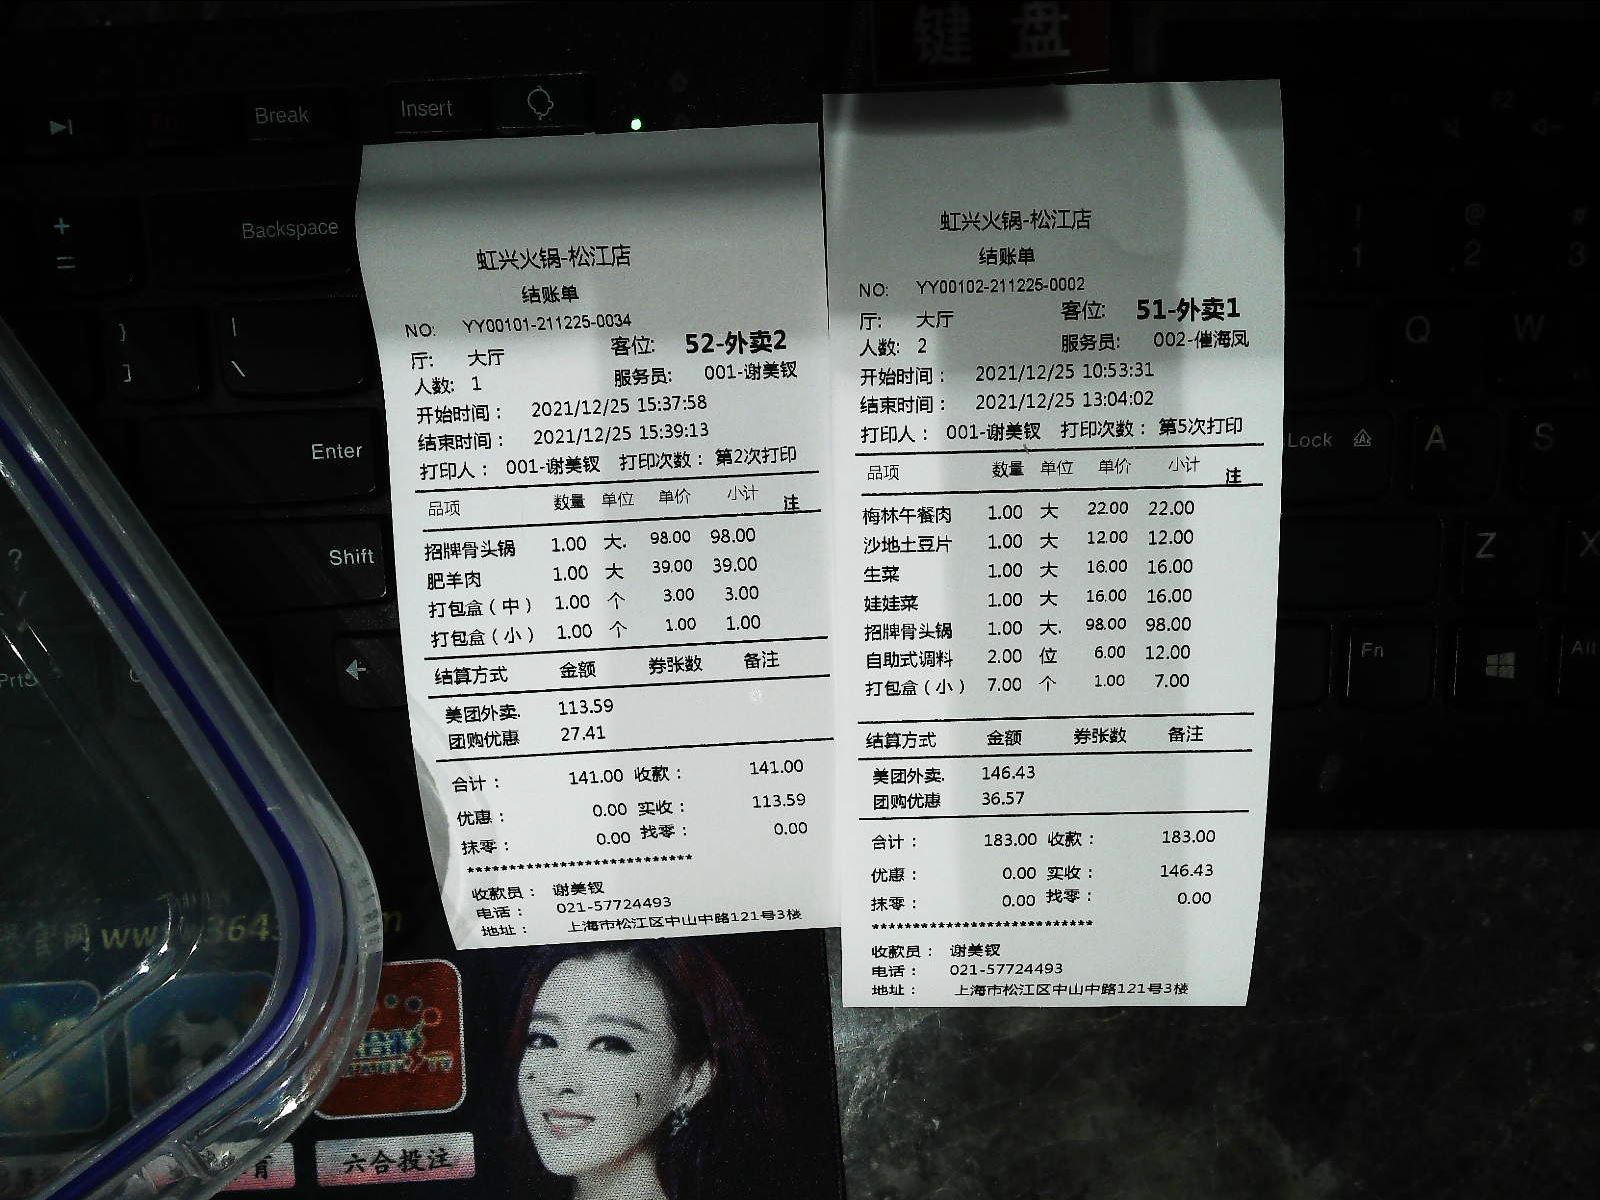 键 盘
Break
Insert
Backspace
Enter
Shift
虹兴火锅-松江店
结账单
NO: YY00101-211225-0034
厅: 大厅 客位: 52-外卖2
人数: 1 服务员: 001-谢美钗
开始时间： 2021/12/25 15:37:58
结束时间： 2021/12/25 15:39:13
打印人： 001-谢美钗 打印次数： 第2次打印
品项 数量 单位 单价 小计 注
招牌骨头锅 1.00 大. 98.00 98.00
肥羊肉 1.00 大 39.00 39.00
打包盒（中） 1.00 个 3.00 3.00
打包盒（小） 1.00 个 1.00 1.00
结算方式 金额 券张数 备注
美团外卖. 113.59
团购优惠 27.41
合计： 141.00 收款： 141.00
优惠： 0.00 实收： 113.59
抹零： 0.00 找零： 0.00
***************************
收款员： 谢美钗
电话： 021-57724493
地址： 上海市松江区中山中路121号3楼
虹兴火锅-松江店
结账单
NO: YY00102-211225-0002
厅: 大厅 客位: 51-外卖1
人数: 2 服务员: 002-催海凤
开始时间： 2021/12/25 10:53:31
结束时间： 2021/12/25 13:04:02
打印人： 001-谢美钗 打印次数： 第5次打印
品项 数量 单位 单价 小计 注
梅林午餐肉 1.00 大 22.00 22.00
沙地土豆片 1.00 大 12.00 12.00
生菜 1.00 大 16.00 16.00
娃娃菜 1.00 大 16.00 16.00
招牌骨头锅 1.00 大. 98.00 98.00
自助式调料 2.00 位 6.00 12.00
打包盒（小） 7.00 个 1.00 7.00
结算方式 金额 券张数 备注
美团外卖. 146.43
团购优惠 36.57
合计： 183.00 收款： 183.00
优惠： 0.00 实收： 146.43
抹零： 0.00 找零： 0.00
***************************
收款员： 谢美钗
电话： 021-57724493
地址： 上海市松江区中山中路121号3楼
Q W
Lock A S
Z X
Fn Alt
六合投注